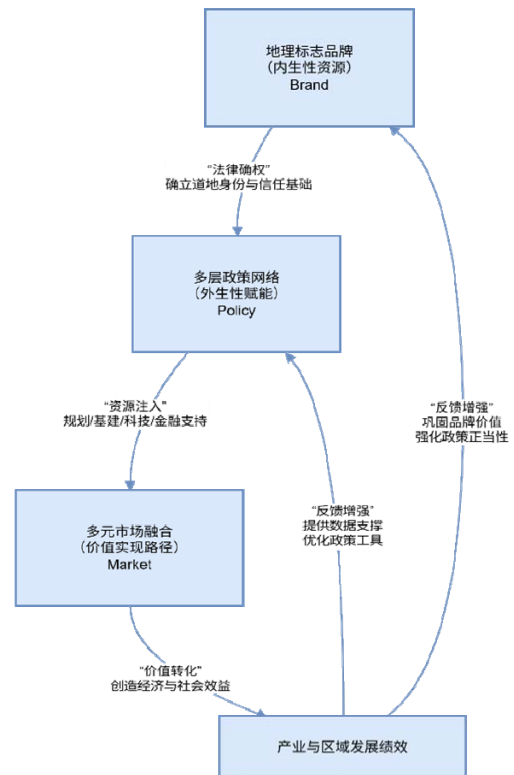 地理标志品牌
（内生性资源）
Brand
“法律确权”
确立道地身份与信任基础
多层政策网络
（外生性赋能）
Policy
“资源注入”
规划/基建/科技/金融支持
“反馈增强”
巩固品牌价值
强化政策正当性
多元市场融合
（价值实现路径）
Market
“反馈增强”
提供数据支撑
优化政策工具
“价值转化”
创造经济与社会效益
产业与区域发展绩效